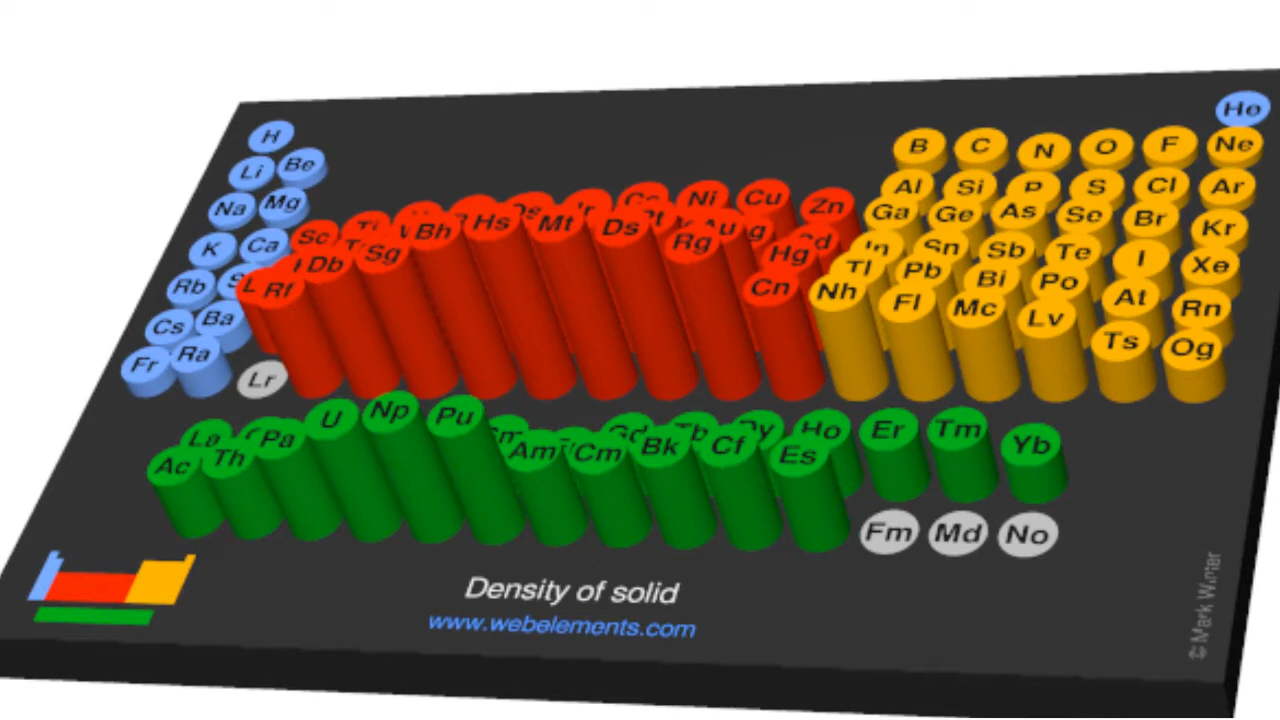 H He
Li Be B C N O F Ne
Na Mg Al Si P S Cl Ar
K Ca Sc Ni Cu Zn Ga Ge As Se Br Kr
Rb In Sn Sb Te I Xe
Cs Ba Au Hg Tl Pb Bi Po At Rn
Fr Ra Lr Rf Db Sg Bh Hs Mt Ds Rg Cn Nh Fl Mc Lv Ts Og
La Ho Er Tm Yb
Ac Th Pa U Np Pu Am Cm Bk Cf Es Fm Md No
Density of solid
www.webelements.com
© Mark Winter